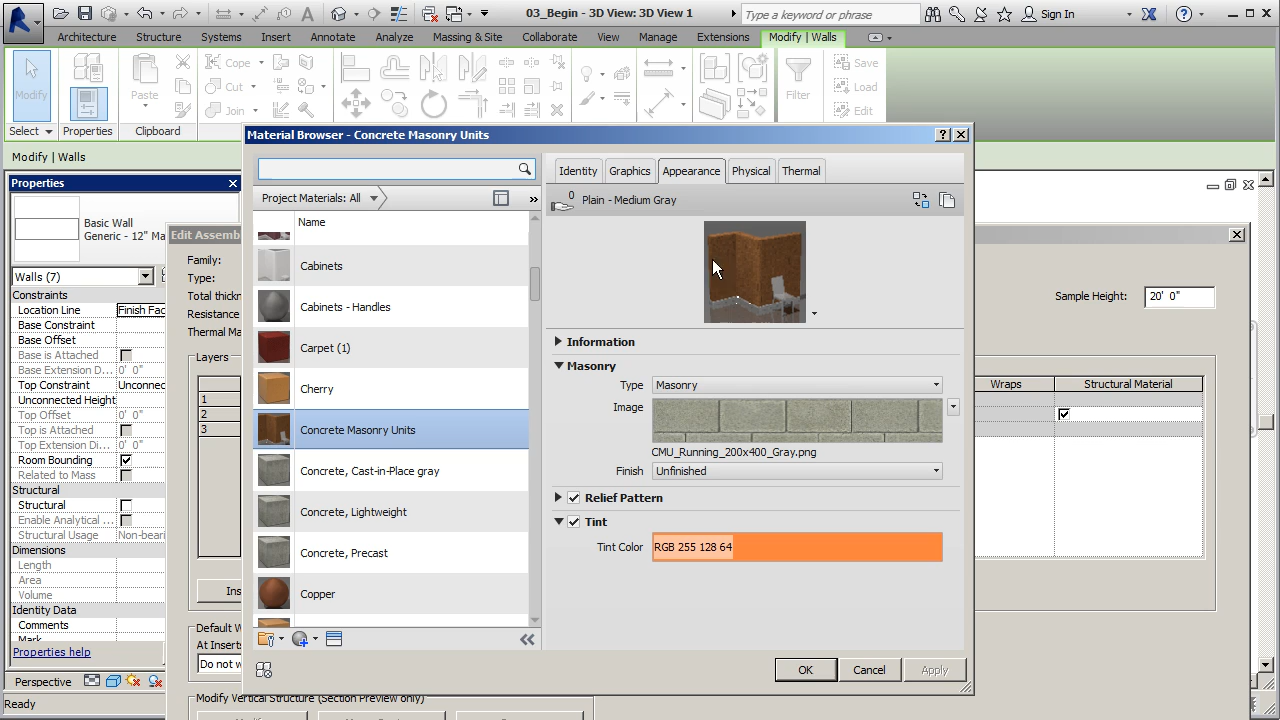 03_Begin - 3D View: 3D View 1
Type a keyword or phrase
Sign In
Architecture Structure Systems Insert Annotate Analyze Massing & Site Collaborate View Manage Extensions Modify | Walls
Modify
Paste
Cope
Cut
Join
Filter
Save
Load
Edit
Select Properties Clipboard
Modify | Walls
Properties
Basic Wall
Generic - 12" Ma
Walls (7)
Constraints
Location Line Finish Fac
Base Constraint
Base Offset
Base is Attached
Base Extension D... 0' 0"
Top Constraint Unconnec
Unconnected Height
Top Offset 0' 0"
Top is Attached
Top Extension Di... 0' 0"
Room Bounding
Related to Mass
Structural
Structural
Enable Analytical ...
Structural Usage Non-beari
Dimensions
Length
Area
Volume
Identity Data
Comments
Mark
Properties help
Perspective
Ready
Edit Assemb
Family:
Type:
Total thickn
Resistance
Thermal Ma
Layers
1
2
3
Ins
Default W
At Inserts
Do not w
Modify Vertical Structure (Section Preview only)
Sample Height: 20' 0"
Wraps Structural Material
Material Browser - Concrete Masonry Units
Project Materials: All
Name
Cabinets
Cabinets - Handles
Carpet (1)
Cherry
Concrete Masonry Units
Concrete, Cast-in-Place gray
Concrete, Lightweight
Concrete, Precast
Copper
Identity Graphics Appearance Physical Thermal
0
Plain - Medium Gray
Information
Masonry
Type Masonry
Image
CMU_Running_200x400_Gray.png
Finish Unfinished
Relief Pattern
Tint
Tint Color RGB 255 128 64
OK Cancel Apply